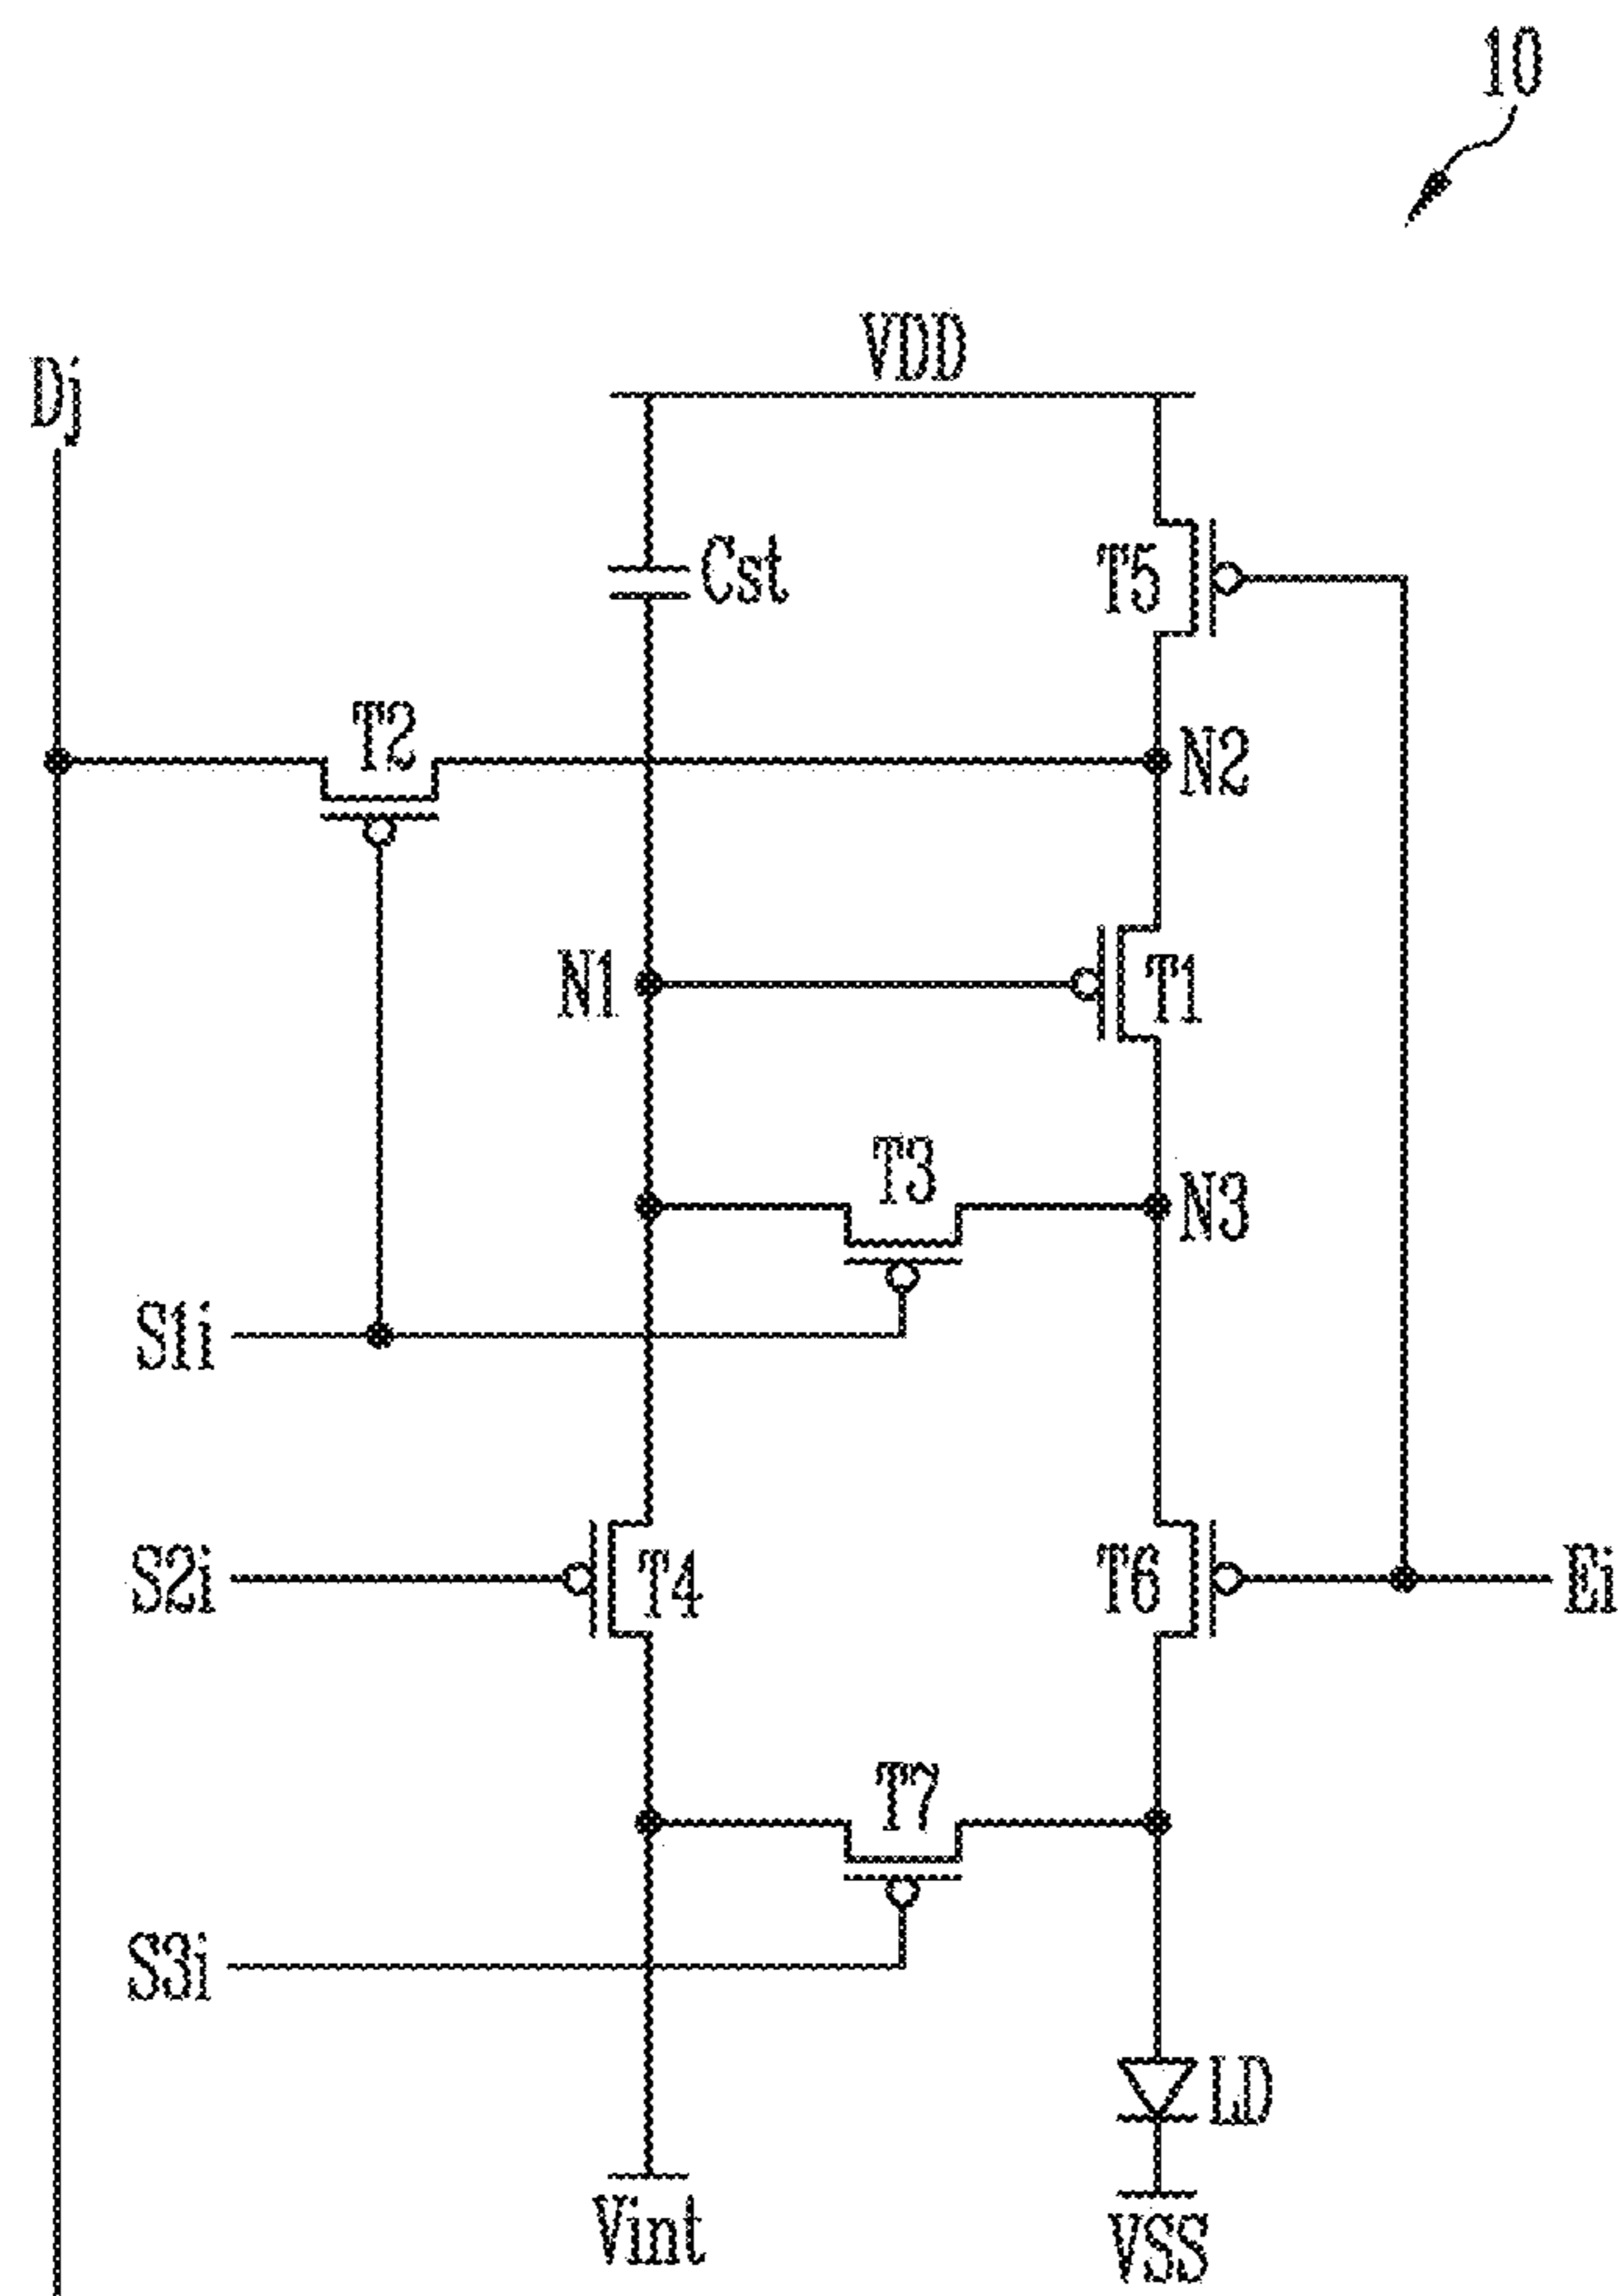 10
VDD
Dj
Cst
T5
T2
N2
N1
T1
T3
N3
S1i
S2i
T4
T6
Ei
T7
S3i
LD
Vint
VSS